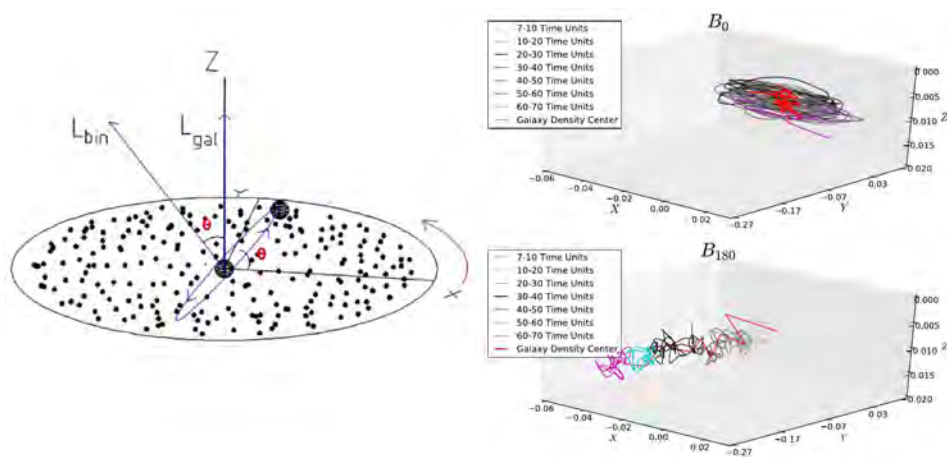 Z
L_bin
L_gal
Y
θ
θ
X
B_0
7-10 Time Units
10-20 Time Units
20-30 Time Units
30-40 Time Units
40-50 Time Units
50-60 Time Units
60-70 Time Units
Galaxy Density Center
0.000
0.005
0.010
0.015
0.020
Z
−0.06
−0.04
−0.02
0.00
0.02
X
−0.27
−0.17
−0.07
0.03
Y
B_180
7-10 Time Units
10-20 Time Units
20-30 Time Units
30-40 Time Units
40-50 Time Units
50-60 Time Units
60-70 Time Units
Galaxy Density Center
0.000
0.005
0.010
0.015
0.020
Z
−0.06
−0.04
−0.02
0.00
0.02
X
−0.27
−0.17
−0.07
0.03
Y